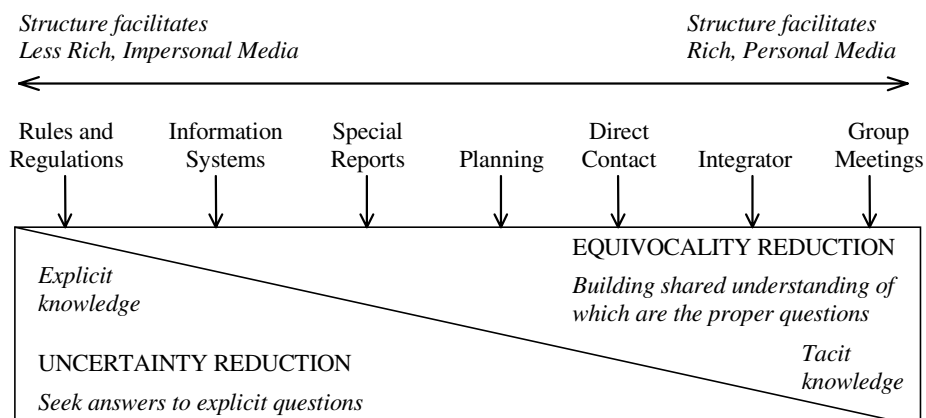 Structure facilitates
Less Rich, Impersonal Media
Structure facilitates
Rich, Personal Media
Rules and
Regulations
Information
Systems
Special
Reports
Planning
Direct
Contact
Integrator
Group
Meetings
EQUIVOCALITY REDUCTION
Building shared understanding of
which are the proper questions
Explicit
knowledge
Tacit
knowledge
UNCERTAINTY REDUCTION
Seek answers to explicit questions